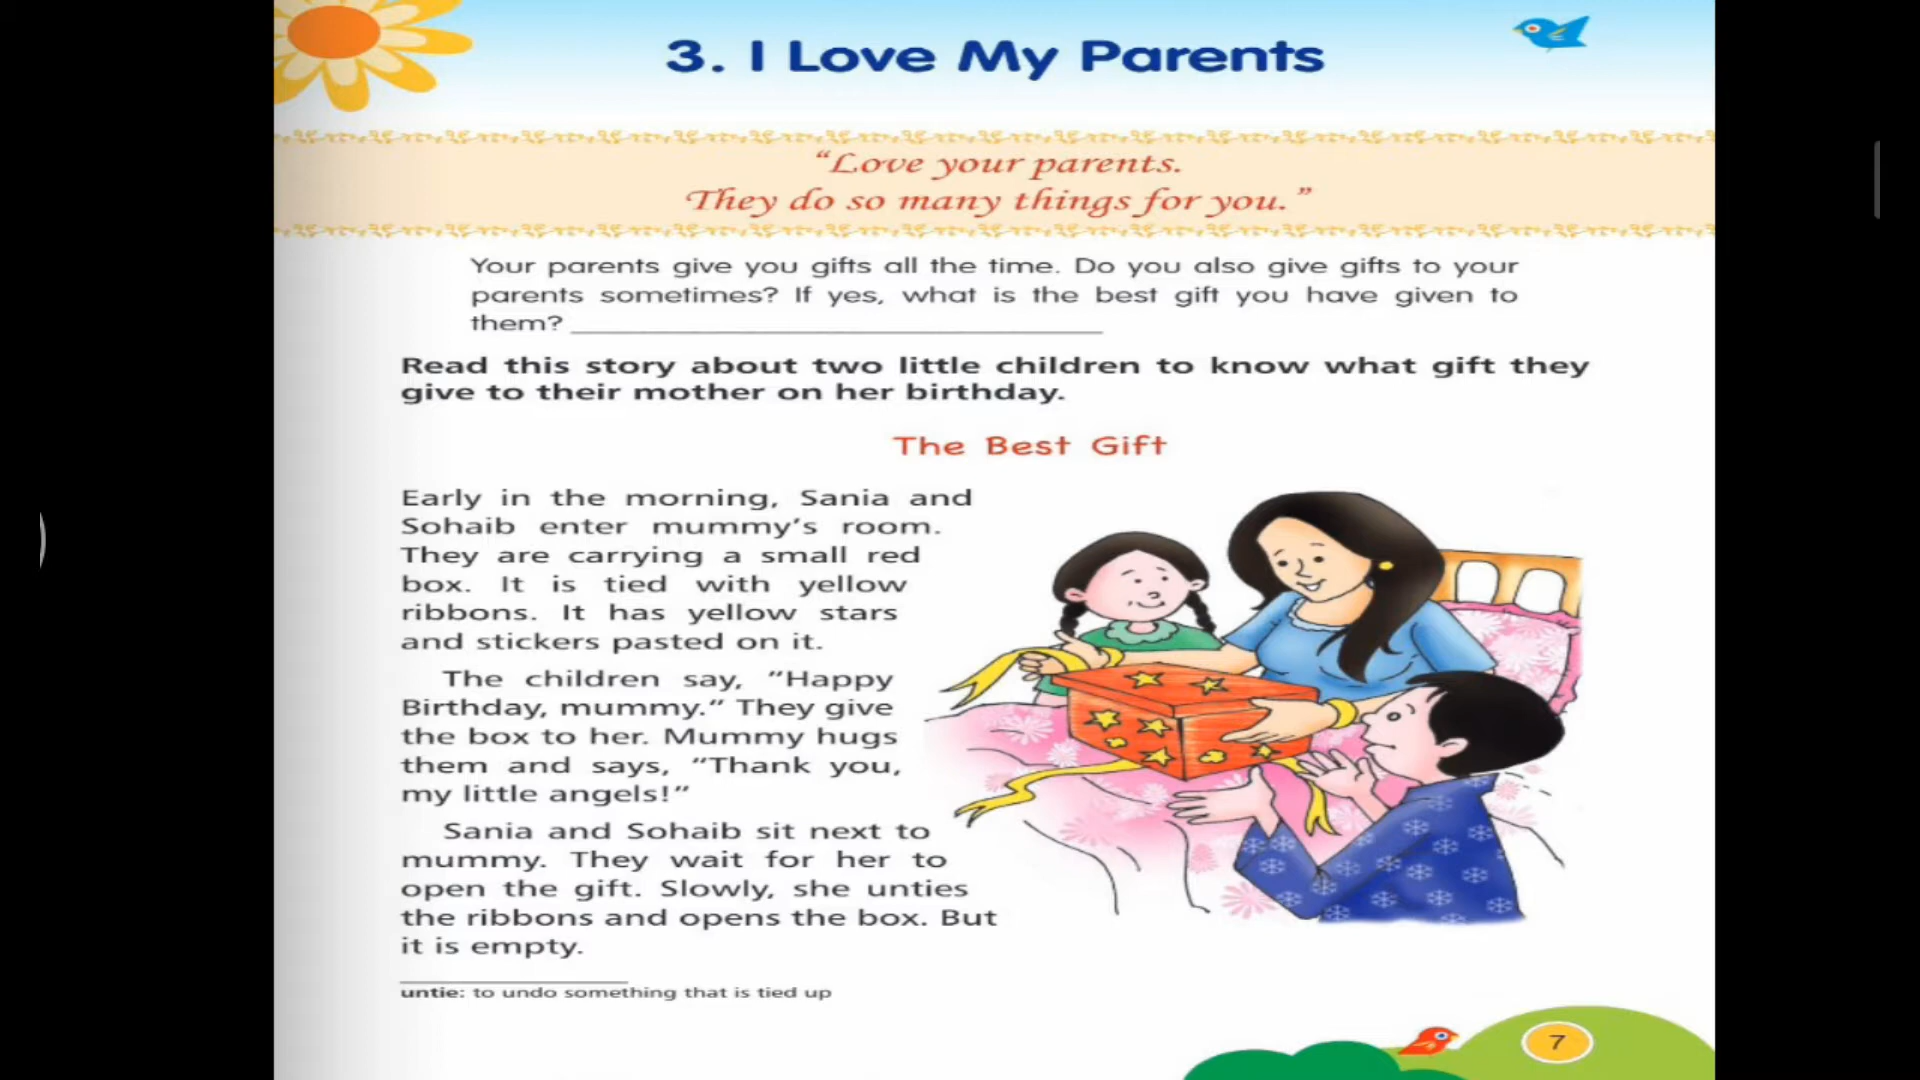 3. I Love My Parents
“Love your parents.
They do so many things for you.”
Your parents give you gifts all the time. Do you also give gifts to your
parents sometimes? If yes, what is the best gift you have given to
them? ____________________
Read this story about two little children to know what gift they
give to their mother on her birthday.
The Best Gift
Early in the morning, Sania and
Sohaib enter mummy’s room.
They are carrying a small red
box. It is tied with yellow
ribbons. It has yellow stars
and stickers pasted on it.
The children say, “Happy
Birthday, mummy.” They give
the box to her. Mummy hugs
them and says, “Thank you,
my little angels!”
Sania and Sohaib sit next to
mummy. They wait for her to
open the gift. Slowly, she unties
the ribbons and opens the box. But
it is empty.
untie: to undo something that is tied up
7